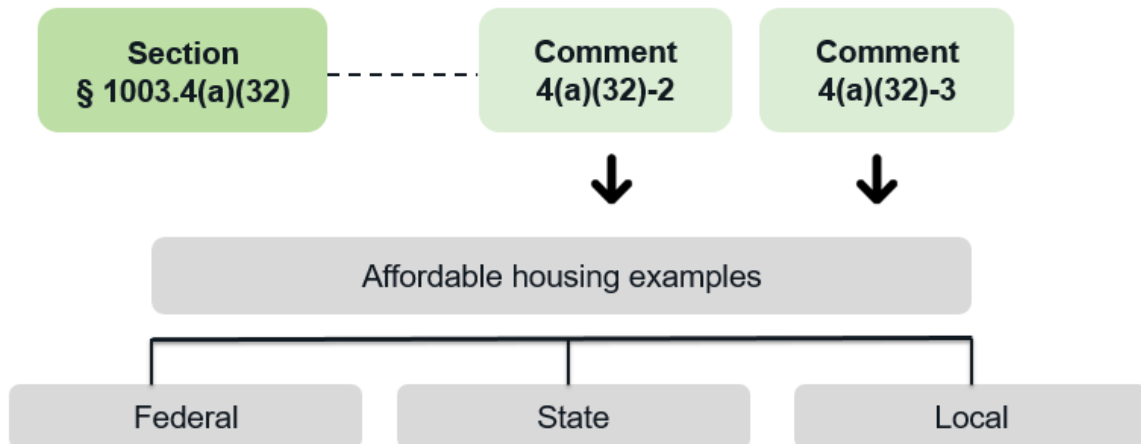 Section
§ 1003.4(a)(32)
Comment
4(a)(32)-2
Comment
4(a)(32)-3
Affordable housing examples
Federal
State
Local